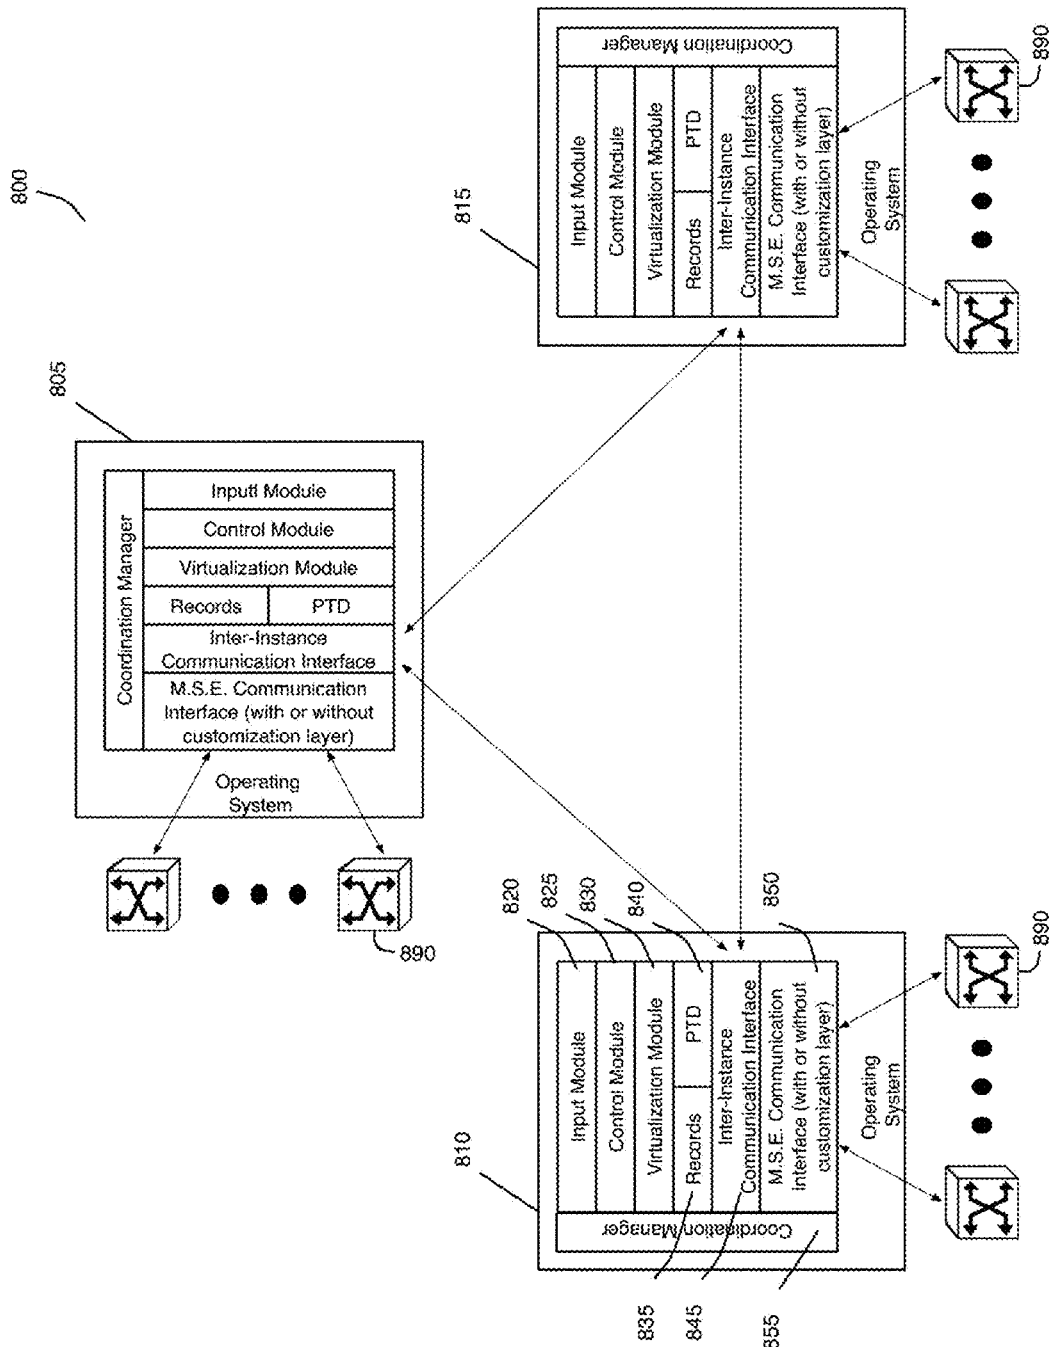 800
805
Coordination Manager
Inputl Module
Control Module
Virtualization Module
Records
PTD
Inter-Instance
Communication Interface
M.S.E. Communication
Interface (with or without
customization layer)
Operating
System
890
815
Coordination Manager
Input Module
Control Module
Virtualization Module
Records
PTD
Inter-Instance
Communication Interface
M.S.E. Communication
Interface (with or without
customization layer)
Operating
System
890
810
820
825
830
840
850
Input Module
Control Module
Virtualization Module
Records
PTD
Inter-Instance
Communication Interface
M.S.E. Communication
Interface (with or without
customization layer)
Coordination Manager
Operating
System
835
845
855
890